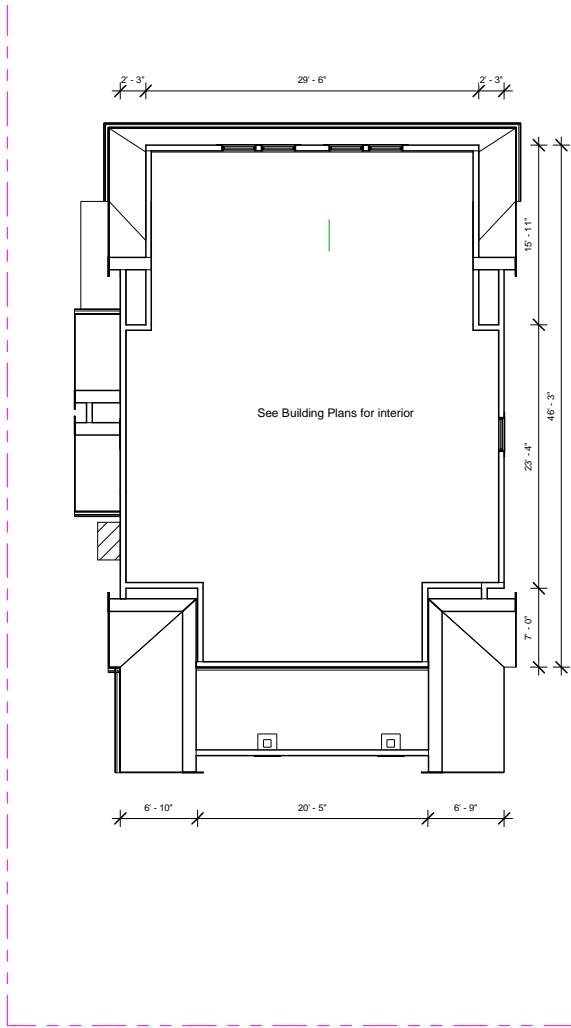 2' - 3"
29' - 6"
2' - 3"
15' - 11"
46' - 3"
See Building Plans for interior
23' - 4"
7' - 0"
6' - 10"
20' - 5"
6' - 9"